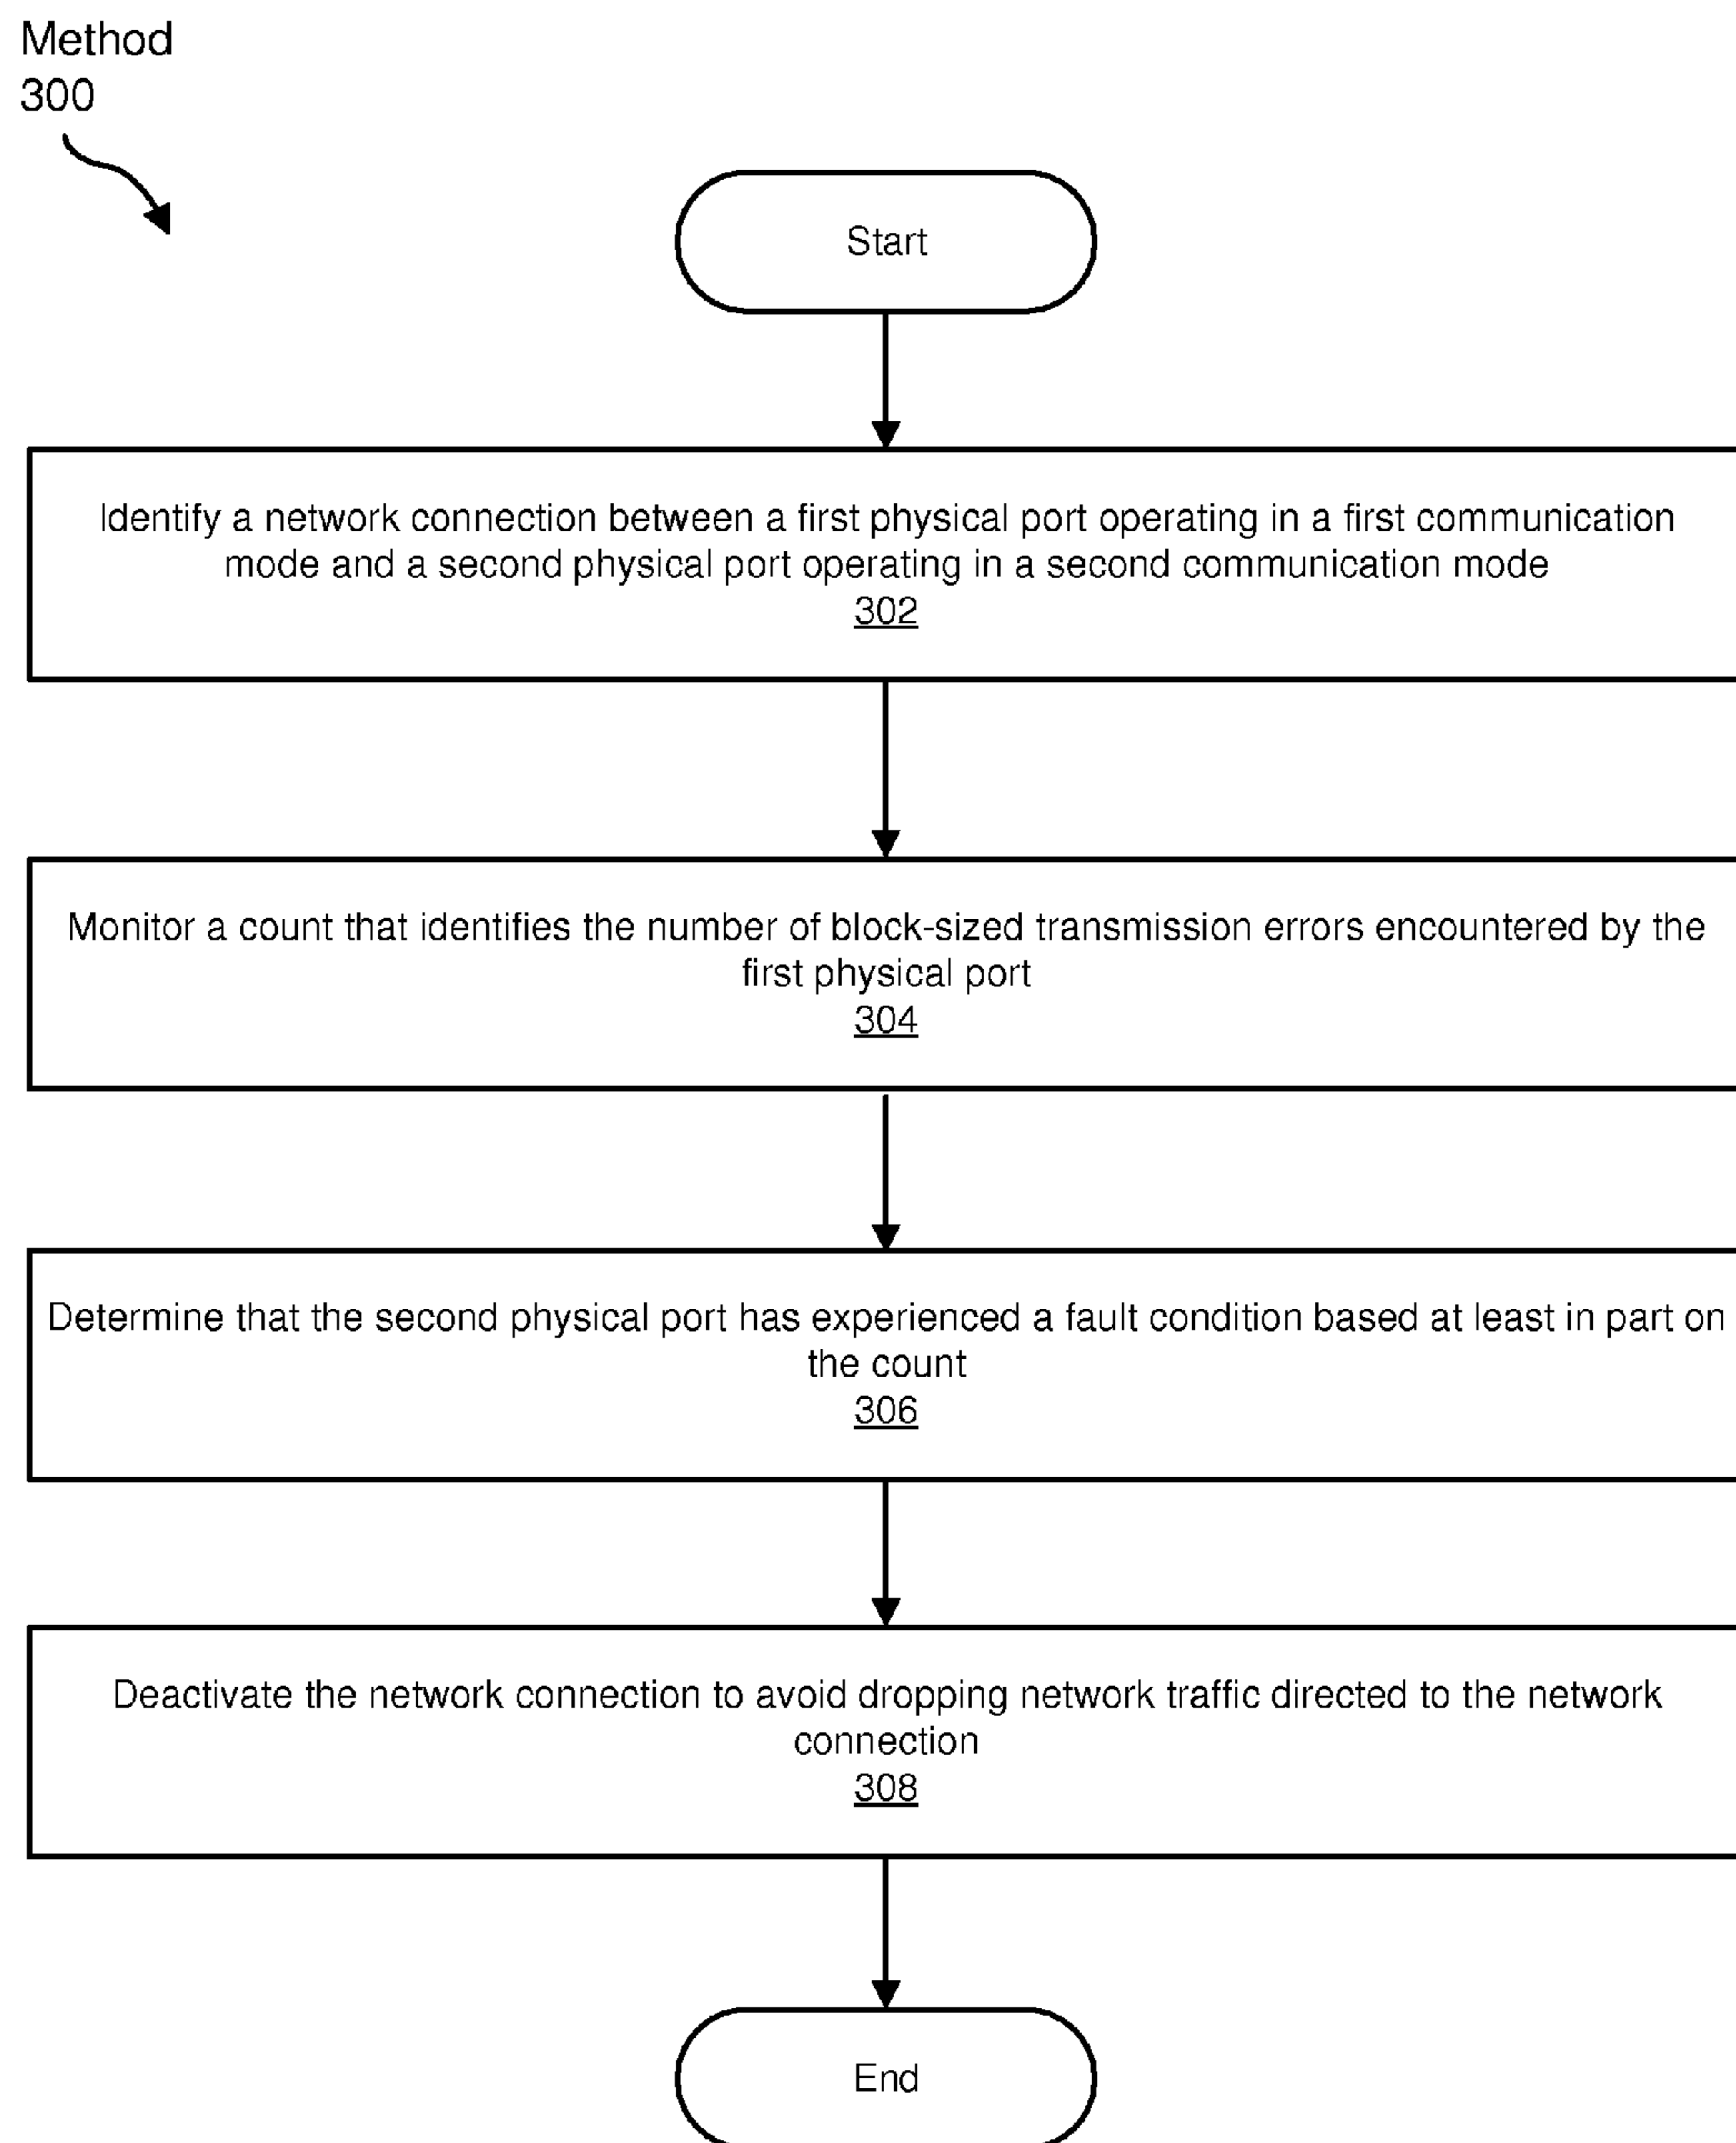 Method
300
Start
Identify a network connection between a first physical port operating in a first communication
mode and a second physical port operating in a second communication mode
302
Monitor a count that identifies the number of block-sized transmission errors encountered by the
first physical port
304
Determine that the second physical port has experienced a fault condition based at least in part on
the count
306
Deactivate the network connection to avoid dropping network traffic directed to the network
connection
308
End